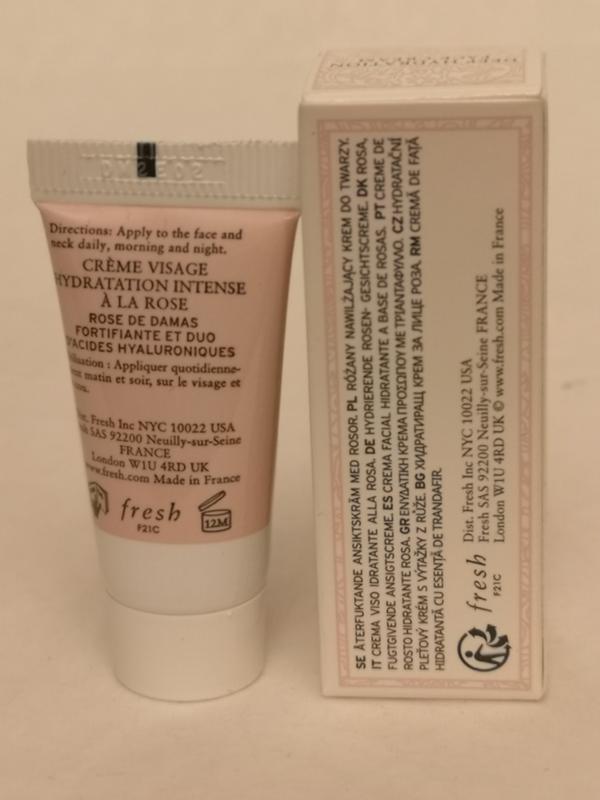 Directions: Apply to the face and
neck daily, morning and night.
CRÈME VISAGE
HYDRATATION INTENSE
À LA ROSE
ROSE DE DAMAS
FORTIFIANTE ET DUO
D'ACIDES HYALURONIQUES
: Appliquer quotidienne-
matin et soir, sur le visage et
Fresh Inc NYC 10022 USA
SAS 92200 Neuilly-sur-Seine
FRANCE
London W1U 4RD UK
www.fresh.com Made in France
fresh
F21C
12M
SE ÅTERFUKTANDE ANSIKTSKRÄM MED ROSOR. PL RÓŻANY NAWILŻAJĄCY KREM DO TWARZY.
IT CREMA VISO IDRATANTE ALLA ROSA. DE HYDRIERENDE ROSEN- GESICHTSCREME. DK ROSA,
FUGTGIVENDE ANSIGTSCREME. ES CREMA FACIAL HIDRATANTE A BASE DE ROSAS. PT CREME DE
ROSTO HIDRATANTE ROSA. GR ΕΝΥΔΑΤΙΚΗ ΚΡΕΜΑ ΠΡΟΣΩΠΟΥ ΜΕ ΤΡΙΑΝΤΑΦΥΛΛΟ. CZ HYDRATAČNÍ
PLEŤOVÝ KRÉM S VÝTAŽKY Z RŮŽE. BG ХИДРАТИРАЩ КРЕМ ЗА ЛИЦЕ РОЗА. RM CREMĂ DE FAȚĂ
HIDRATANTĂ CU ESENȚĂ DE TRANDAFIR.
fresh
F21C
Dist. Fresh Inc NYC 10022 USA
Fresh SAS 92200 Neuilly-sur-Seine FRANCE
London W1U 4RD UK © www.fresh.com Made in France